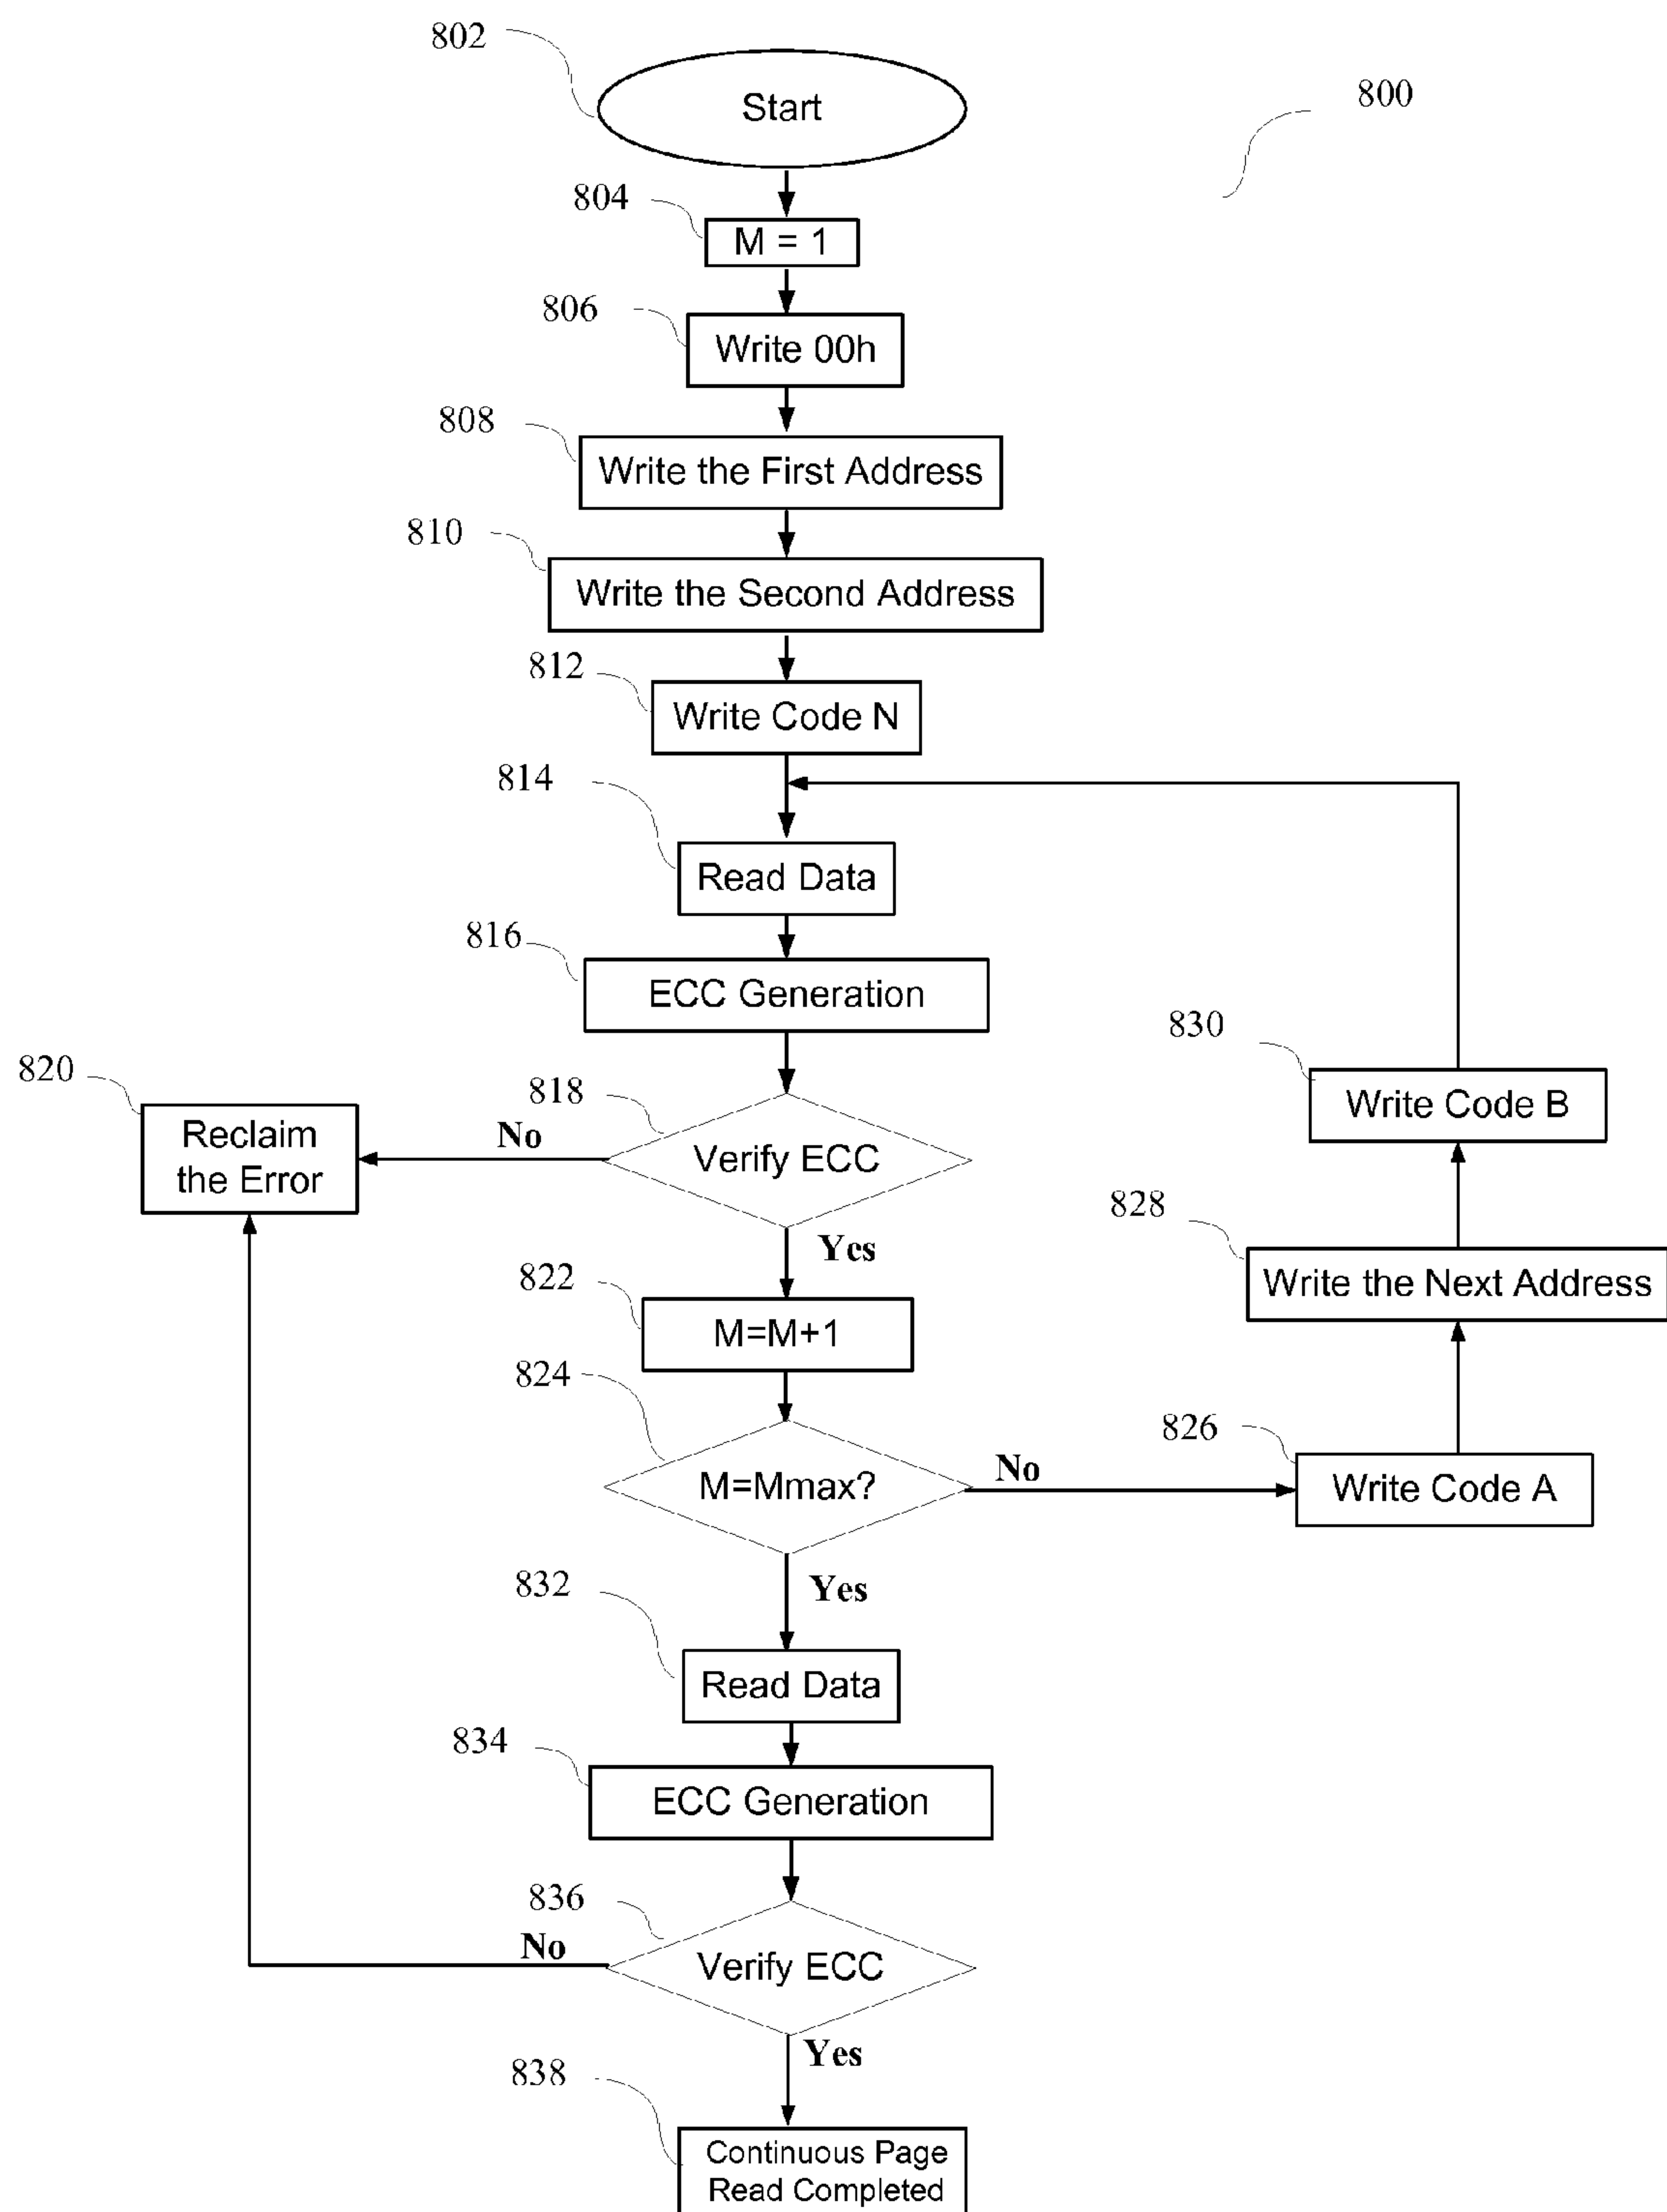 802
Start
800
804
M = 1
806
Write 00h
808
Write the First Address
810
Write the Second Address
812
Write Code N
814
Read Data
816
ECC Generation
830
Write Code B
820
Reclaim
the Error
No
818
Verify ECC
Yes
828
Write the Next Address
822
M=M+1
824
M=Mmax?
No
826
Write Code A
832
Yes
Read Data
834
ECC Generation
836
No
Verify ECC
Yes
838
Continuous Page
Read Completed